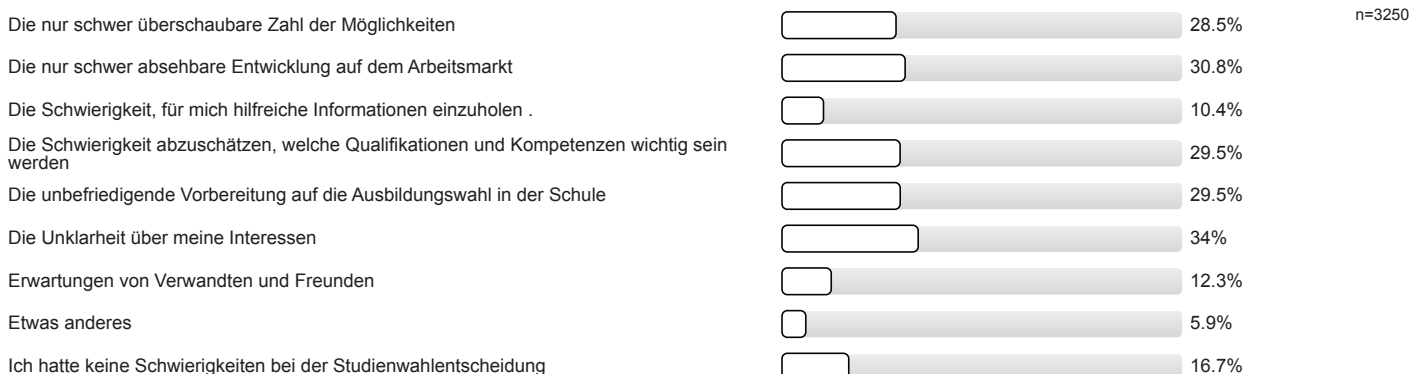 Die nur schwer überschaubare Zahl der Möglichkeiten 28.5% n=3250
Die nur schwer absehbare Entwicklung auf dem Arbeitsmarkt 30.8%
Die Schwierigkeit, für mich hilfreiche Informationen einzuholen . 10.4%
Die Schwierigkeit abzuschätzen, welche Qualifikationen und Kompetenzen wichtig sein
werden 29.5%
Die unbefriedigende Vorbereitung auf die Ausbildungswahl in der Schule 29.5%
Die Unklarheit über meine Interessen 34%
Erwartungen von Verwandten und Freunden 12.3%
Etwas anderes 5.9%
Ich hatte keine Schwierigkeiten bei der Studienwahlentscheidung 16.7%